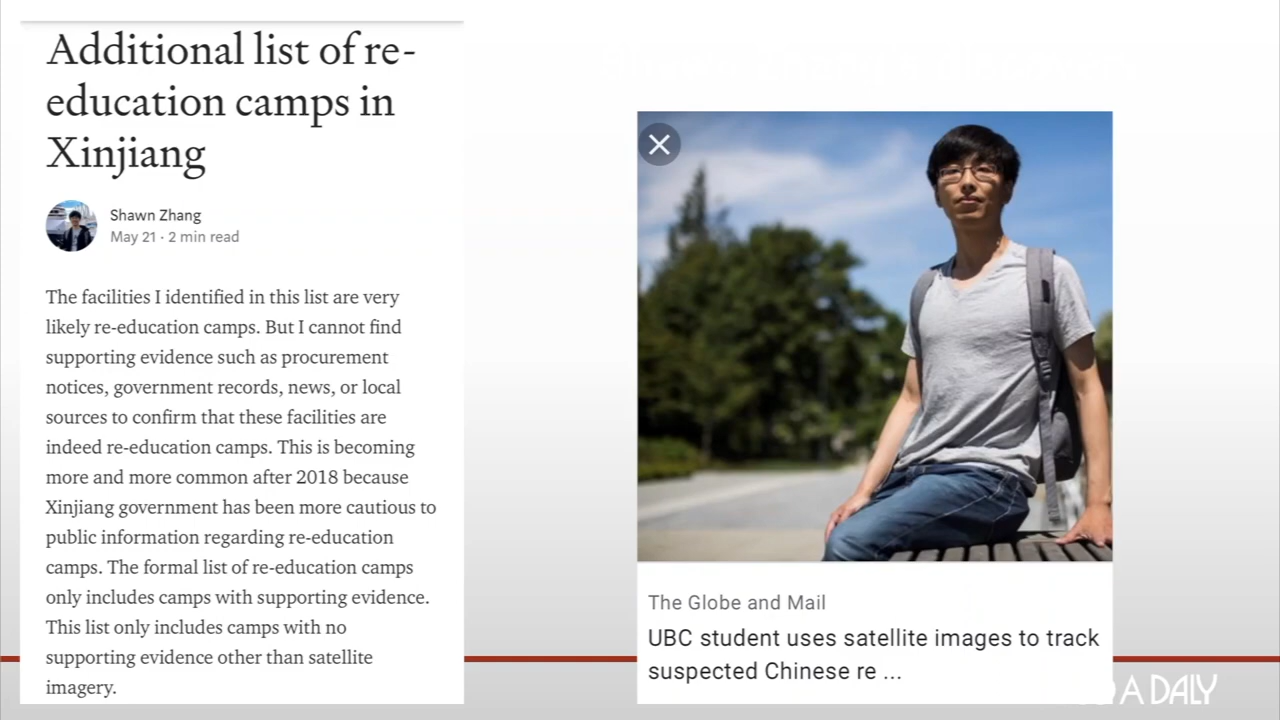 Additional list of re-
education camps in
Xinjiang
Shawn Zhang
May 21 · 2 min read
The facilities I identified in this list are very
likely re-education camps. But I cannot find
supporting evidence such as procurement
notices, government records, news, or local
sources to confirm that these facilities are
indeed re-education camps. This is becoming
more and more common after 2018 because
Xinjiang government has been more cautious to
public information regarding re-education
camps. The formal list of re-education camps
only includes camps with supporting evidence.
This list only includes camps with no
supporting evidence other than satellite
imagery.
The Globe and Mail
UBC student uses satellite images to track
suspected Chinese re ...
A DALY